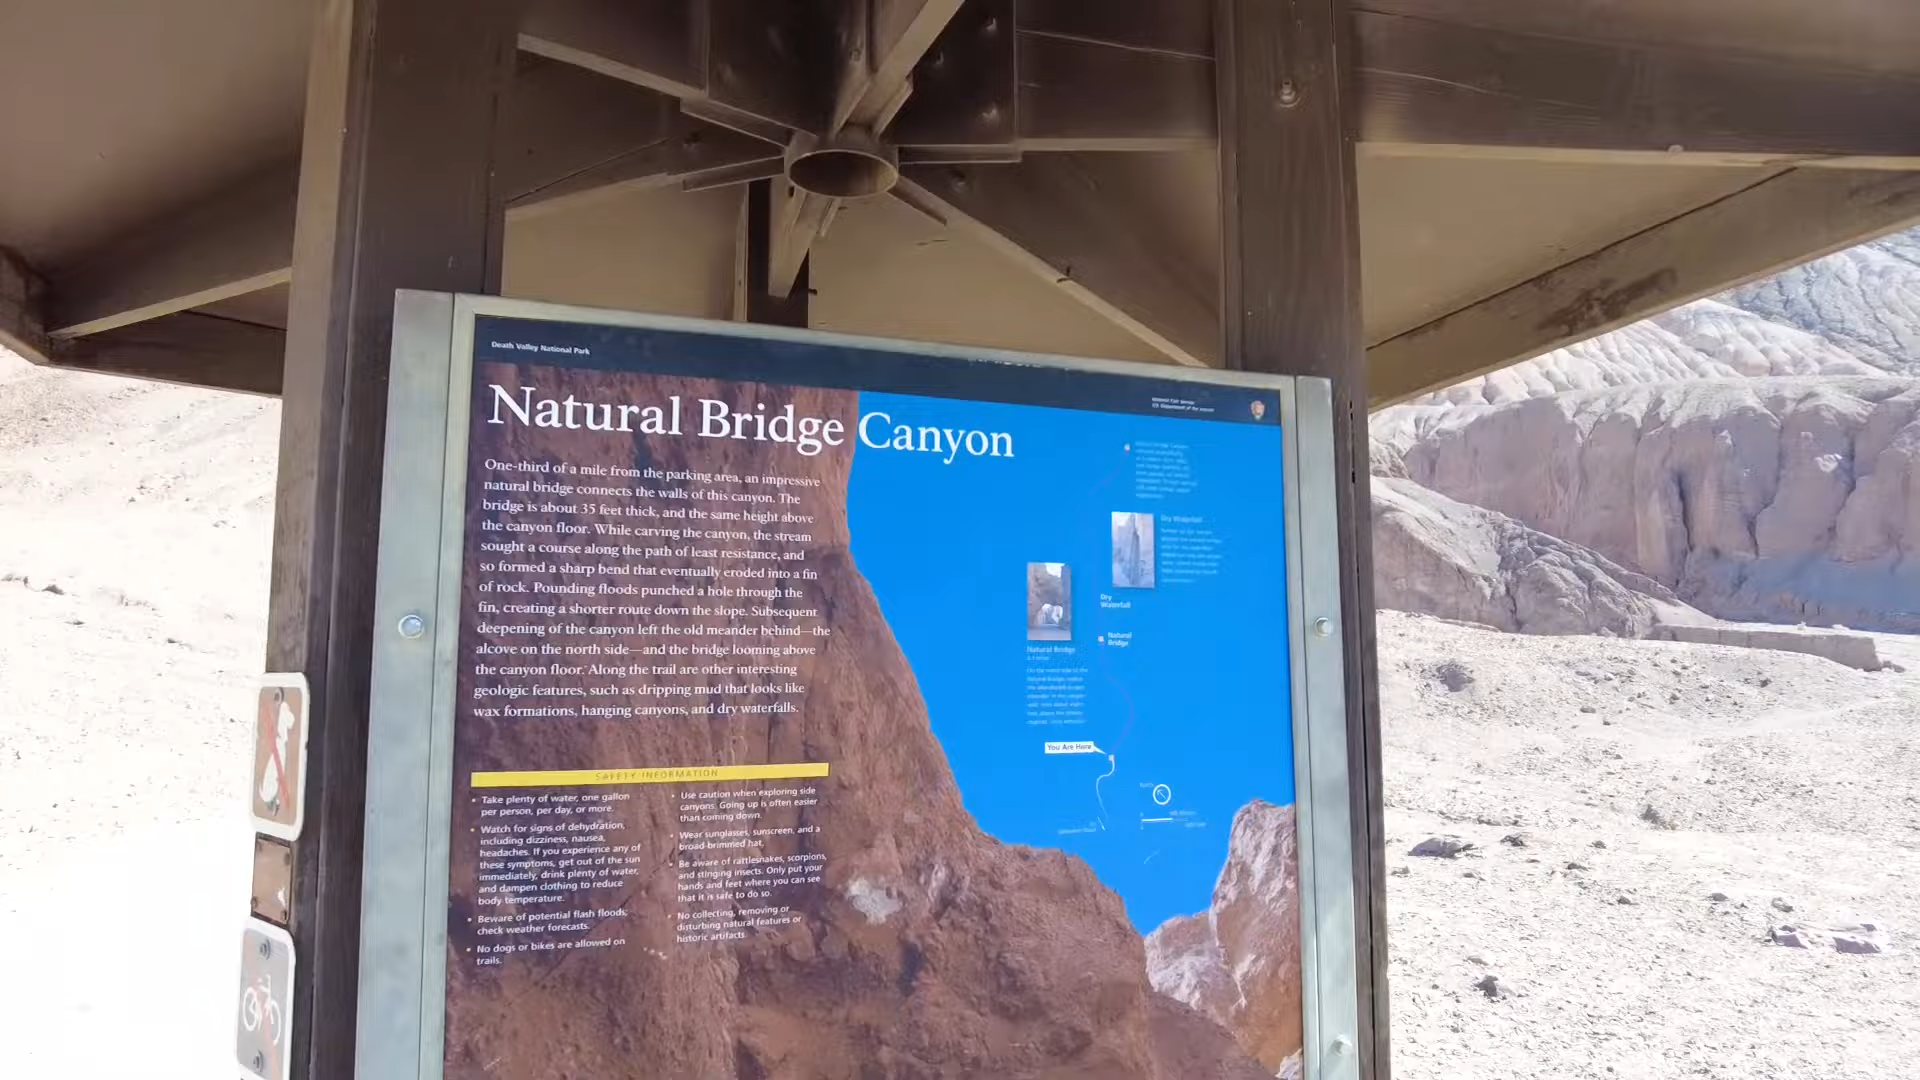 Death Valley National Park
National Park Service
U.S. Department of the Interior
Natural Bridge Canyon
One-third of a mile from the parking area, an impressive
natural bridge connects the walls of this canyon. The
bridge is about 35 feet thick, and the same height above
the canyon floor. While carving the canyon, the stream
sought a course along the path of least resistance, and
so formed a sharp bend that eventually eroded into a fin
of rock. Pounding floods punched a hole through the
fin, creating a shorter route down the slope. Subsequent
deepening of the canyon left the old meander behind—the
alcove on the north side—and the bridge looming above
the canyon floor. Along the trail are other interesting
geologic features, such as dripping mud that looks like
wax formations, hanging canyons, and dry waterfalls.
SAFETY INFORMATION
• Take plenty of water, one gallon
per person, per day, or more.
• Watch for signs of dehydration,
including dizziness, nausea,
headaches. If you experience any of
these symptoms, get out of the sun
immediately, drink plenty of water,
and dampen clothing to reduce
body temperature.
• Beware of potential flash floods;
check weather forecasts.
• No dogs or bikes are allowed on
trails.
• Use caution when exploring side
canyons. Going up is often easier
than coming down.
• Wear sunglasses, sunscreen, and a
broad-brimmed hat.
• Be aware of rattlesnakes, scorpions,
and stinging insects. Only put your
hands and feet where you can see
that it is safe to do so.
• No collecting, removing or
disturbing natural features or
historic artifacts.
Dry Waterfall
Dry
Waterfall
Natural
Bridge
Natural Bridge
You Are Here